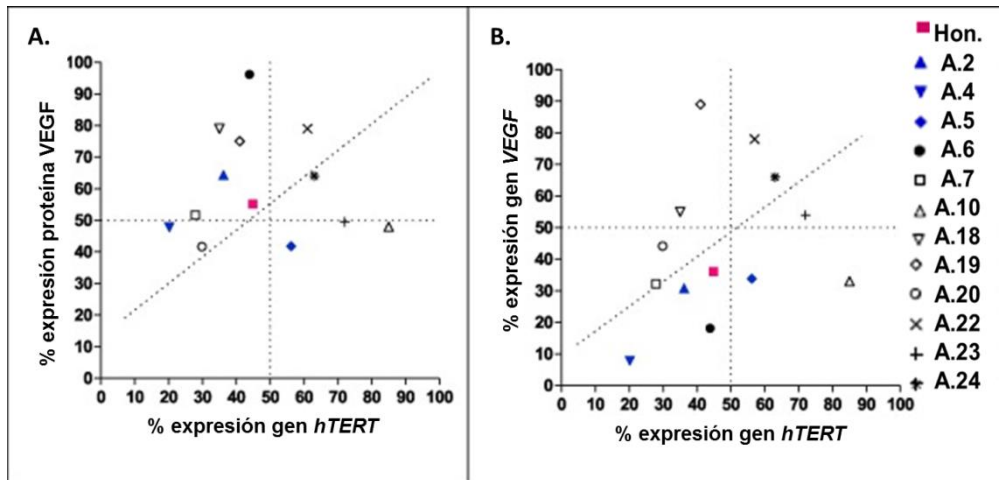 A.
% expresión proteína VEGF
100
90
80
70
60
50
40
30
20
10
0
0 10 20 30 40 50 60 70 80 90 100
% expresión gen hTERT
B.
% expresión gen VEGF
100
90
80
70
60
50
40
30
20
10
0
0 10 20 30 40 50 60 70 80 90 100
% expresión gen hTERT
Hon.
A.2
A.4
A.5
A.6
A.7
A.10
A.18
A.19
A.20
A.22
A.23
A.24